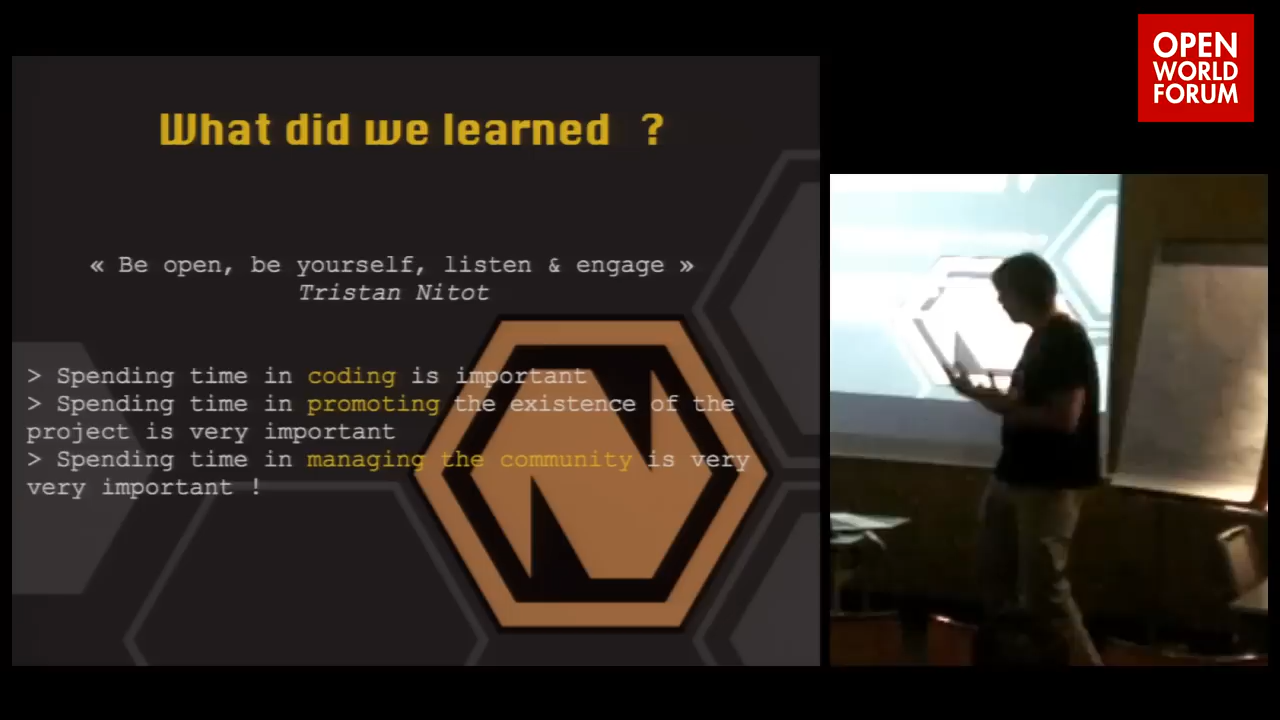 OPEN
WORLD
FORUM
What did we learned ?
« Be open, be yourself, listen & engage »
Tristan Nitot
> Spending time in coding is important
> Spending time in promoting the existence of the
project is very important
> Spending time in managing the community is very
very important !